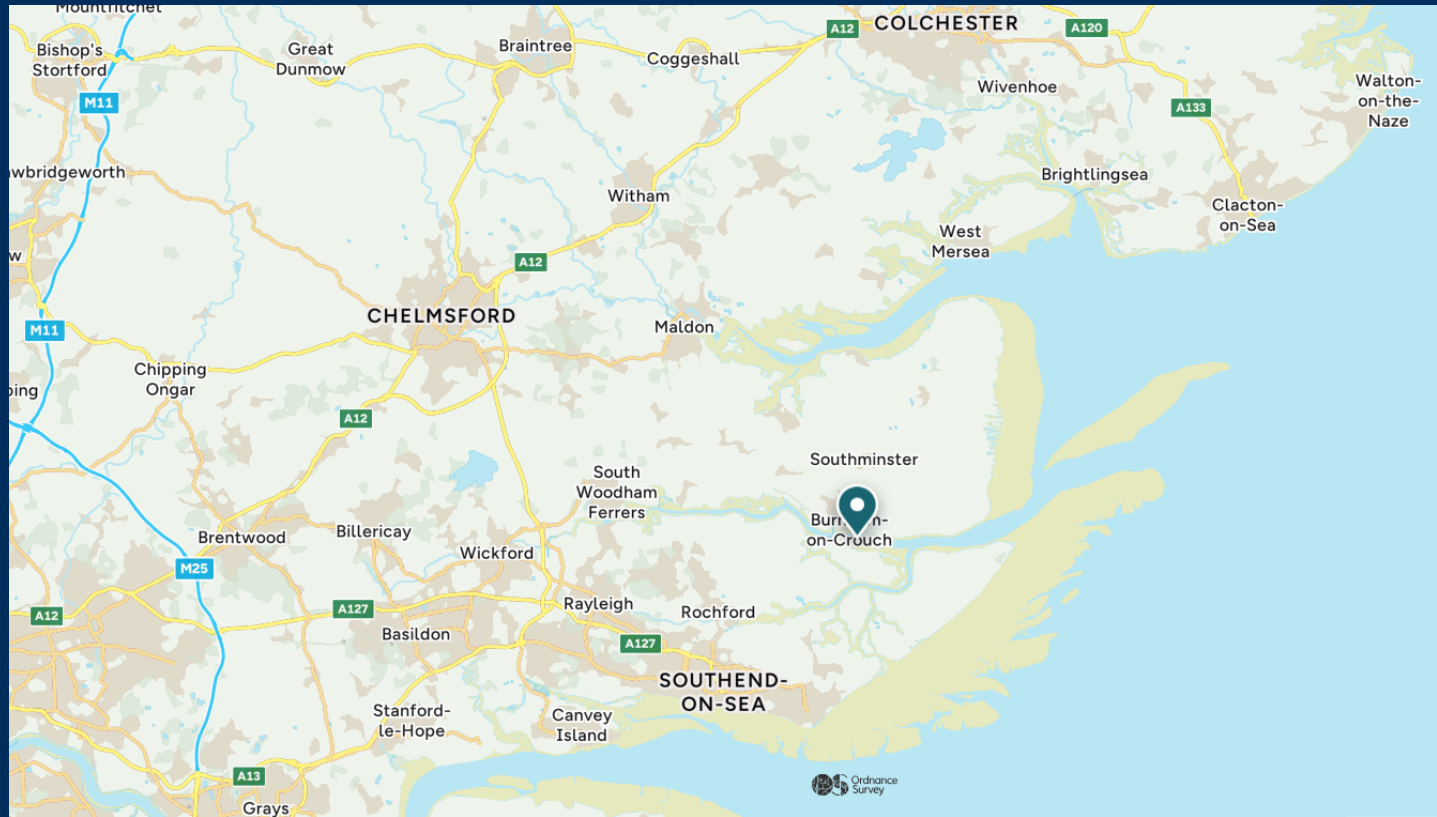 Mountfitchet
COLCHESTER
A12
A120
Bishop's
Stortford
Great
Dunmow
Braintree
Coggeshall
Walton-
on-the-
Naze
Wivenhoe
M11
A133
awbridgeworth
Brightlingsea
Witham
Clacton-
on-Sea
West
Mersea
w
A12
CHELMSFORD
Maldon
M11
Chipping
Ongar
ping
A12
Southminster
South
Woodham
Ferrers
on-Crouch
Brentwood
Billericay
Wickford
M25
Rayleigh
Rochford
A12
A127
Basildon
A127
SOUTHEND-
ON-SEA
Stanford-
le-Hope
Canvey
Island
A13
Grays
Ordnance
Survey